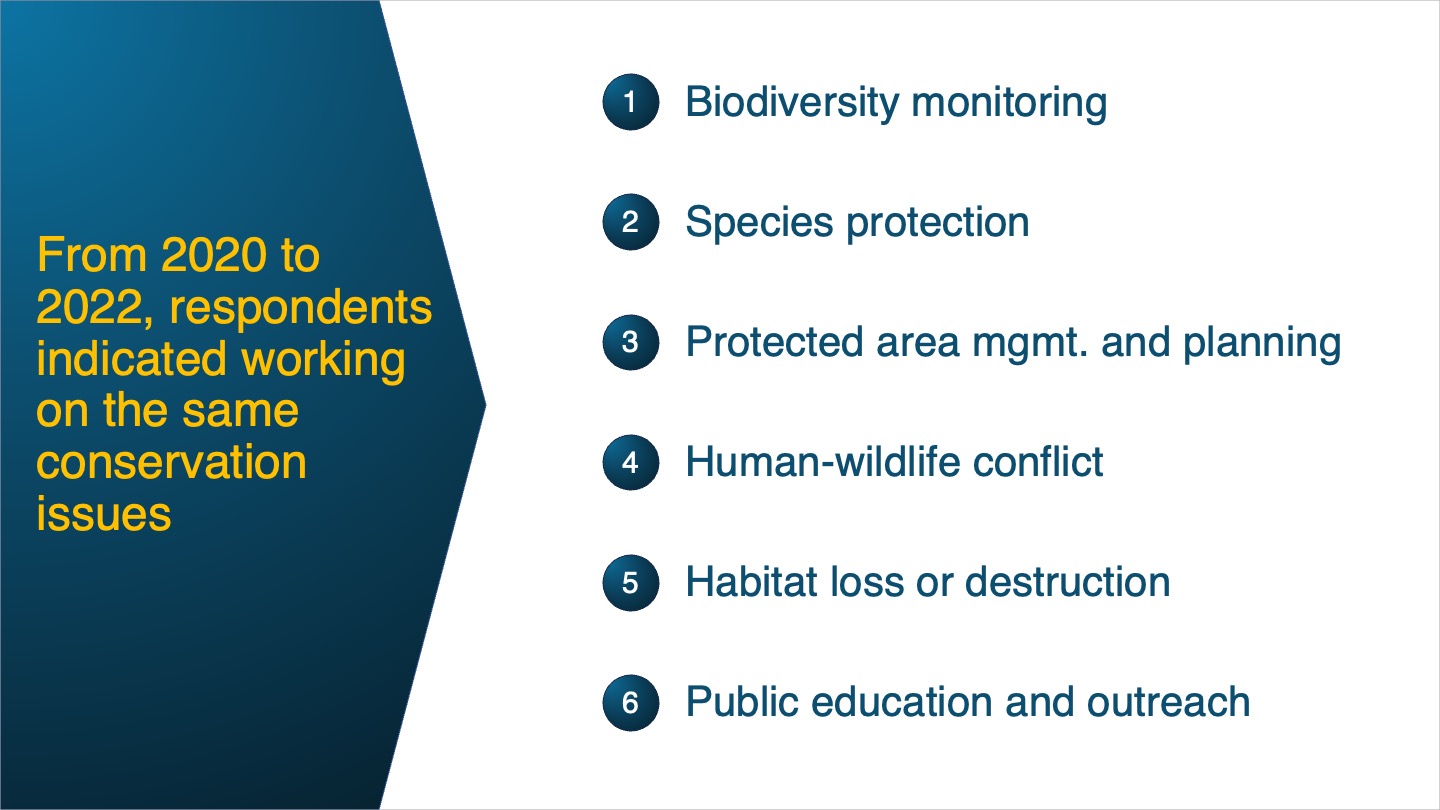 From 2020 to
2022, respondents
indicated working
on the same
conservation
issues
1 Biodiversity monitoring
2 Species protection
3 Protected area mgmt. and planning
4 Human-wildlife conflict
5 Habitat loss or destruction
6 Public education and outreach